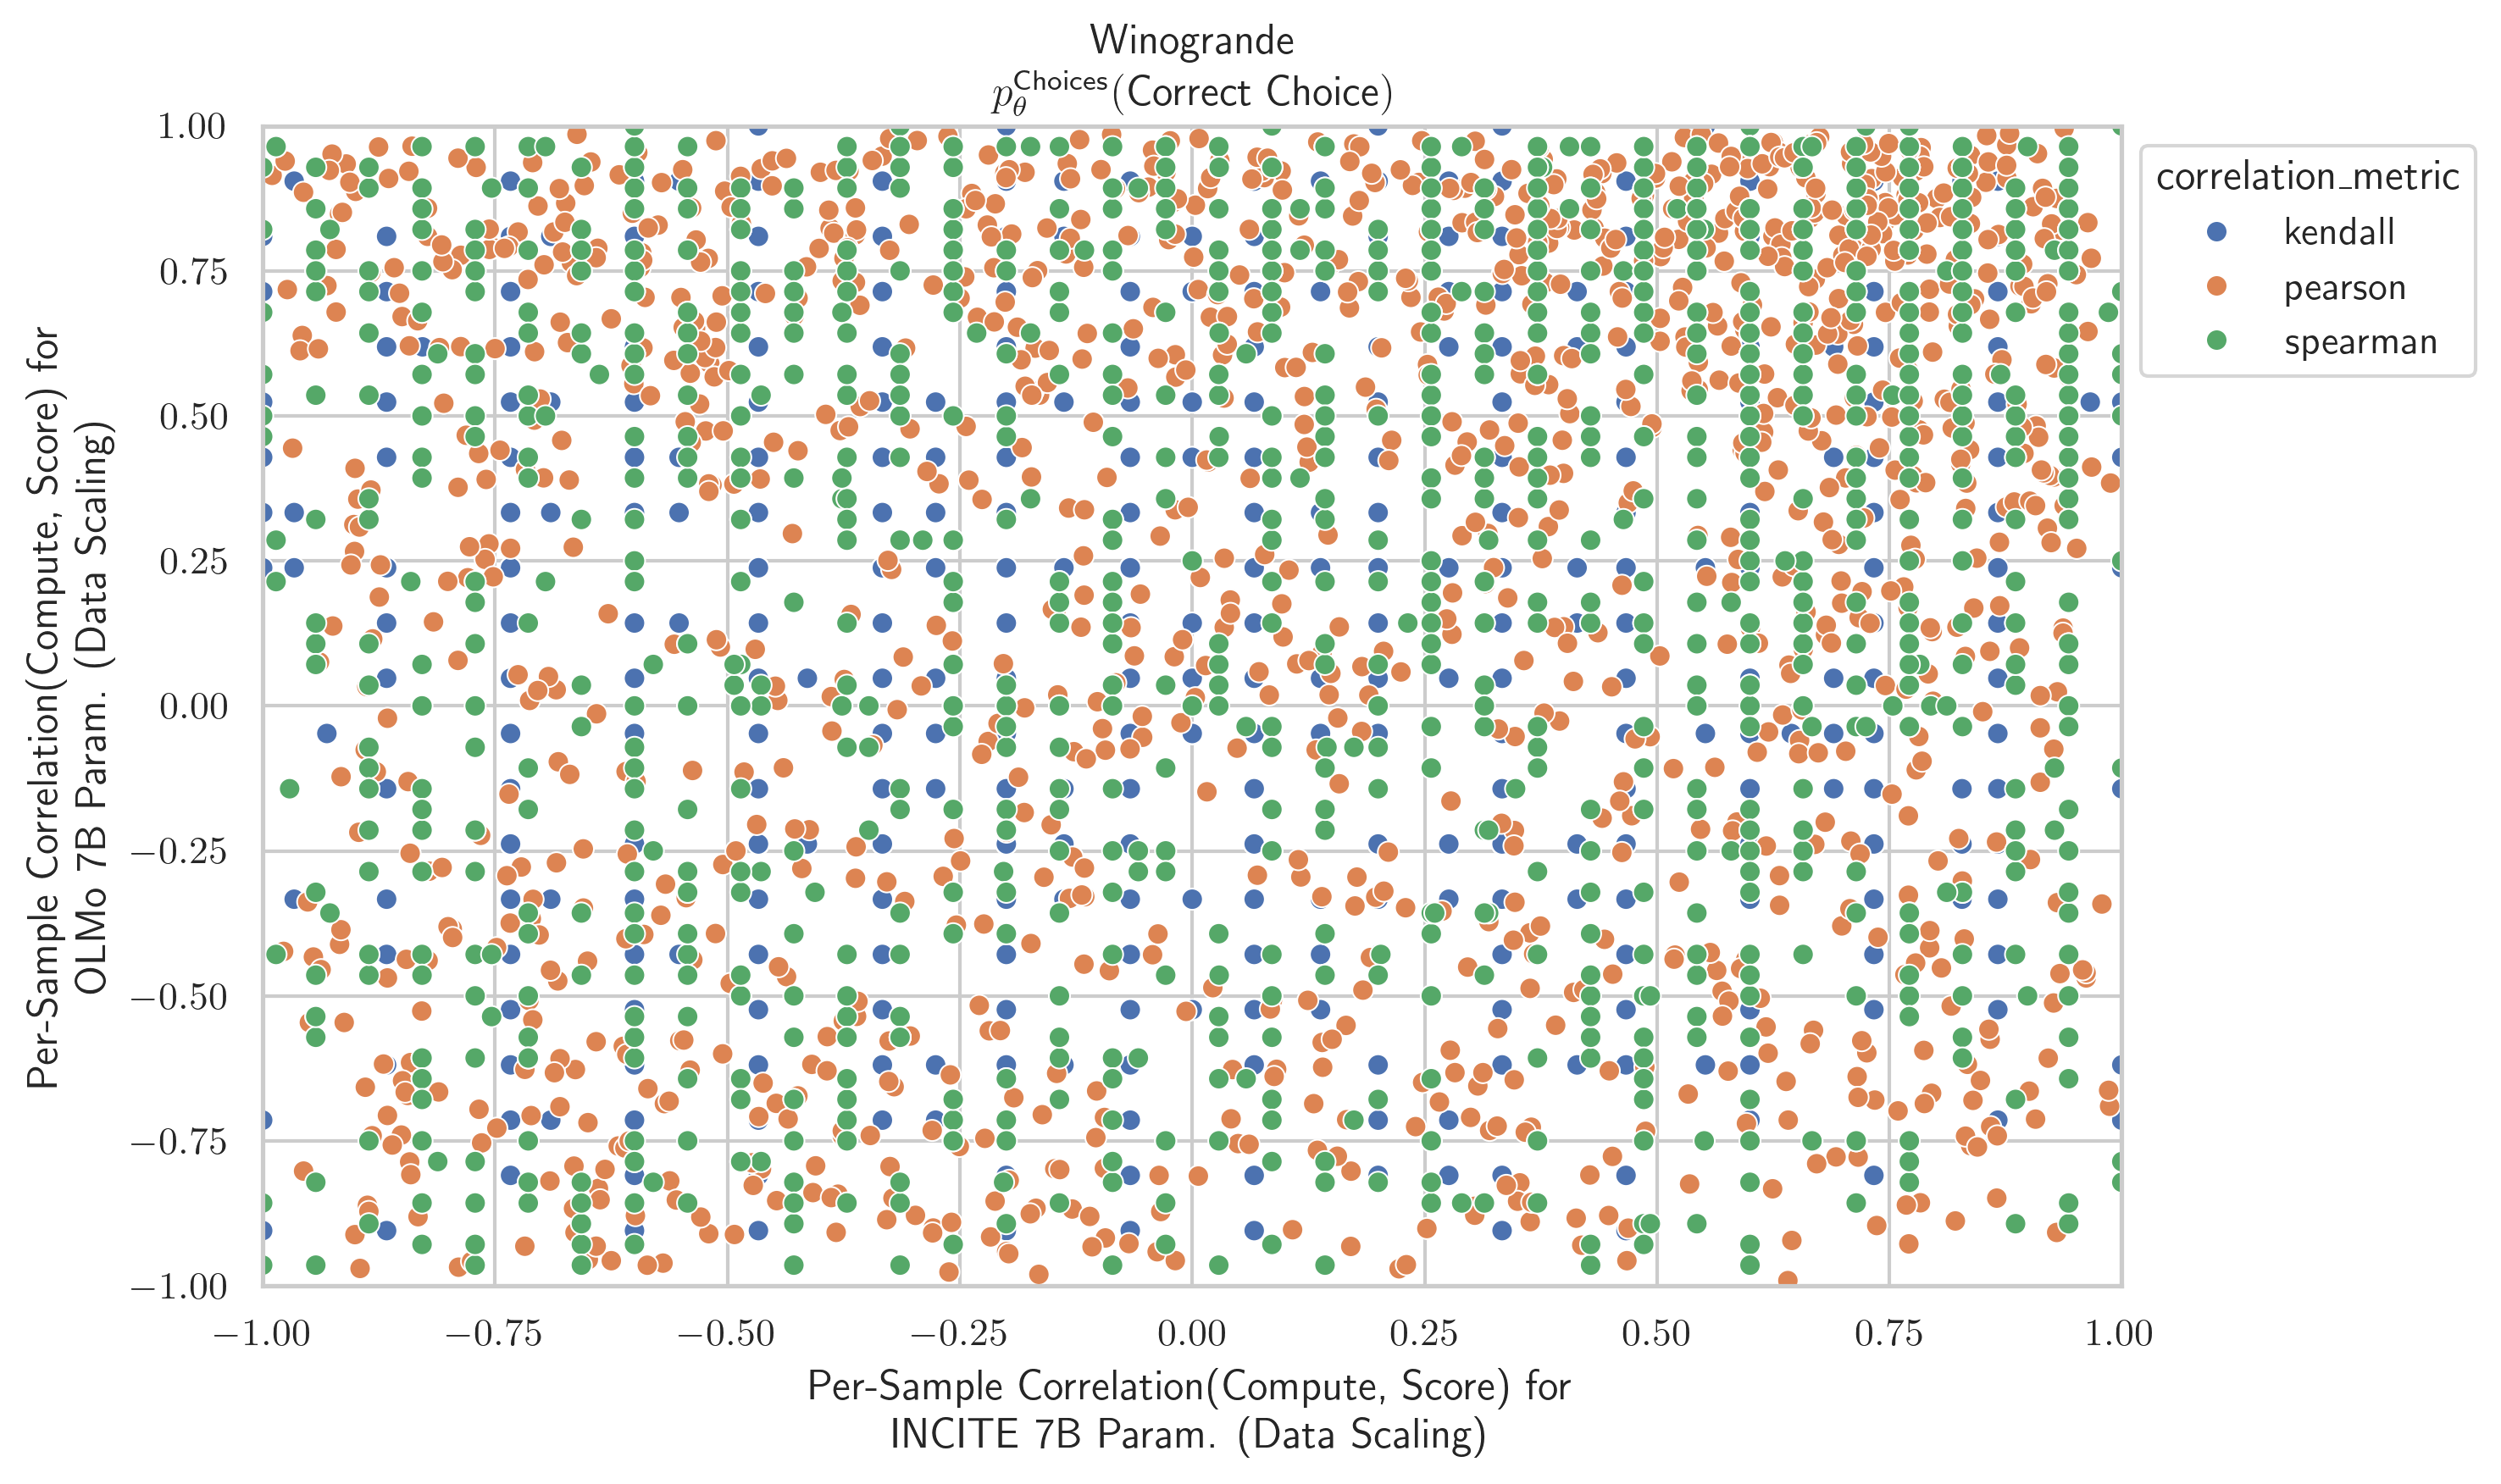 Winogrande
p_θ^Choices(Correct Choice)
1.00
0.75
0.50
0.25
0.00
−0.25
−0.50
−0.75
−1.00
Per-Sample Correlation(Compute, Score) for
OLMo 7B Param. (Data Scaling)
−1.00 −0.75 −0.50 −0.25 0.00 0.25 0.50 0.75 1.00
Per-Sample Correlation(Compute, Score) for
INCITE 7B Param. (Data Scaling)
correlation_metric
kendall
pearson
spearman